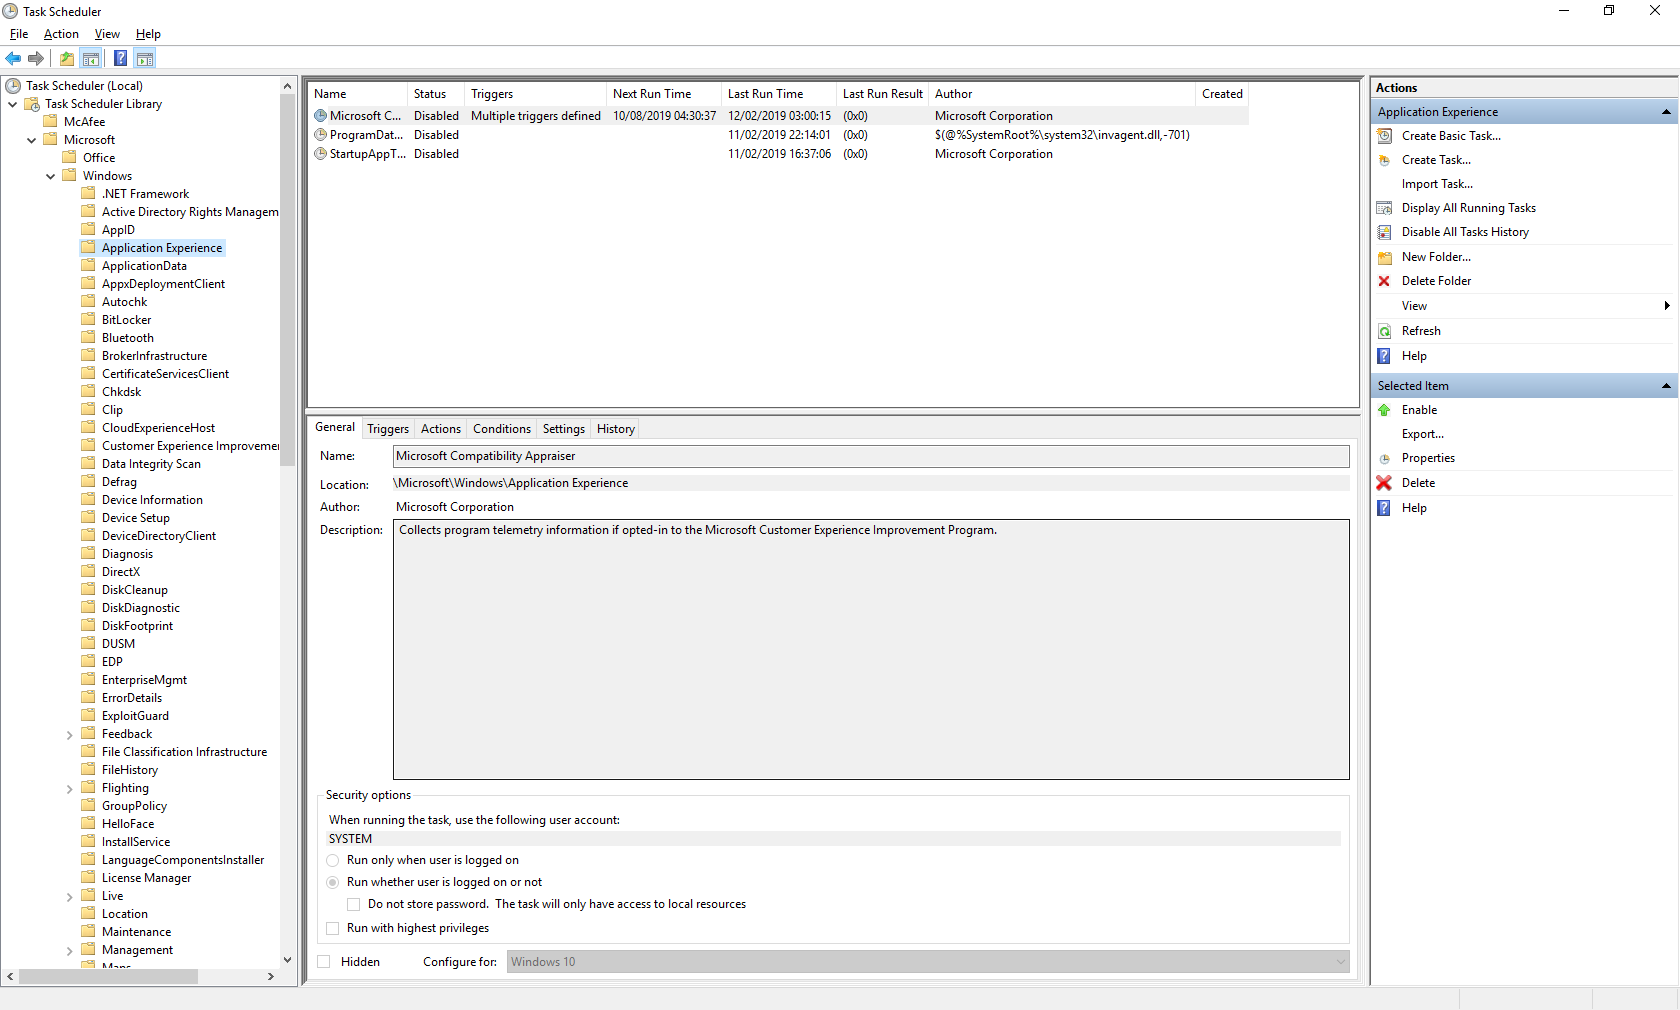 Task Scheduler
File Action View Help
Task Scheduler (Local)
Task Scheduler Library
McAfee
Microsoft
Office
Windows
.NET Framework
Active Directory Rights Managem
AppID
Application Experience
ApplicationData
AppxDeploymentClient
Autochk
BitLocker
Bluetooth
BrokerInfrastructure
CertificateServicesClient
Chkdsk
Clip
CloudExperienceHost
Customer Experience Improvemen
Data Integrity Scan
Defrag
Device Information
Device Setup
DeviceDirectoryClient
Diagnosis
DirectX
DiskCleanup
DiskDiagnostic
DiskFootprint
DUSM
EDP
EnterpriseMgmt
ErrorDetails
ExploitGuard
Feedback
File Classification Infrastructure
FileHistory
Flighting
GroupPolicy
HelloFace
InstallService
LanguageComponentsInstaller
License Manager
Live
Location
Maintenance
Management
Maps
Name Status Triggers Next Run Time Last Run Time Last Run Result Author Created
Microsoft C... Disabled Multiple triggers defined 10/08/2019 04:30:37 12/02/2019 03:00:15 (0x0) Microsoft Corporation
ProgramDat... Disabled 11/02/2019 22:14:01 (0x0) $(@%SystemRoot%\system32\invagent.dll,-701)
StartupAppT... Disabled 11/02/2019 16:37:06 (0x0) Microsoft Corporation
General Triggers Actions Conditions Settings History
Name: Microsoft Compatibility Appraiser
Location: \Microsoft\Windows\Application Experience
Author: Microsoft Corporation
Description: Collects program telemetry information if opted-in to the Microsoft Customer Experience Improvement Program.
Security options
When running the task, use the following user account:
SYSTEM
Run only when user is logged on
Run whether user is logged on or not
Do not store password. The task will only have access to local resources
Run with highest privileges
Hidden Configure for: Windows 10
Actions
Application Experience
Create Basic Task...
Create Task...
Import Task...
Display All Running Tasks
Disable All Tasks History
New Folder...
Delete Folder
View
Refresh
Help
Selected Item
Enable
Export...
Properties
Delete
Help